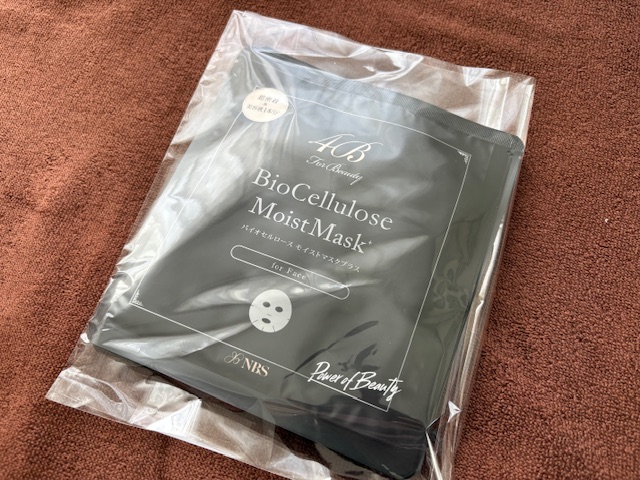 4B
For Beauty
BioCellulose
MoistMask+
バイオセルロース モイストマスクプラス
for Face
NBS
Power of Beauty